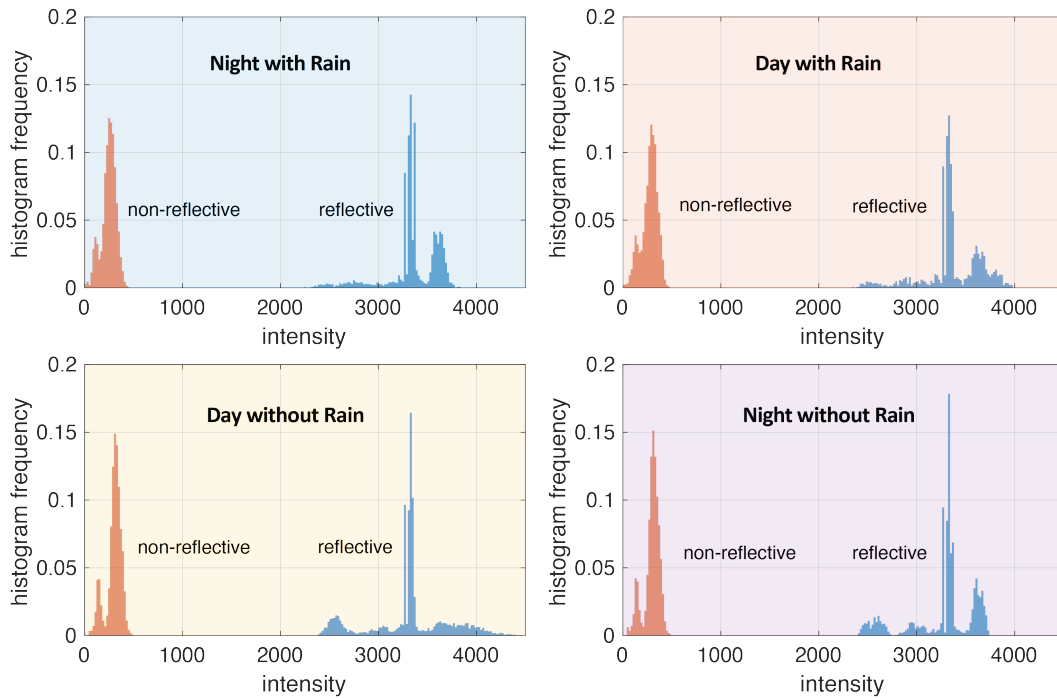 0.2
0.15
0.1
0.05
0
histogram frequency
Night with Rain
non-reflective
reflective
0
1000
2000
3000
4000
intensity
0.2
0.15
0.1
0.05
0
histogram frequency
Day with Rain
non-reflective
reflective
0
1000
2000
3000
4000
intensity
0.2
0.15
0.1
0.05
0
histogram frequency
Day without Rain
non-reflective
reflective
0
1000
2000
3000
4000
intensity
0.2
0.15
0.1
0.05
0
histogram frequency
Night without Rain
non-reflective
reflective
0
1000
2000
3000
4000
intensity